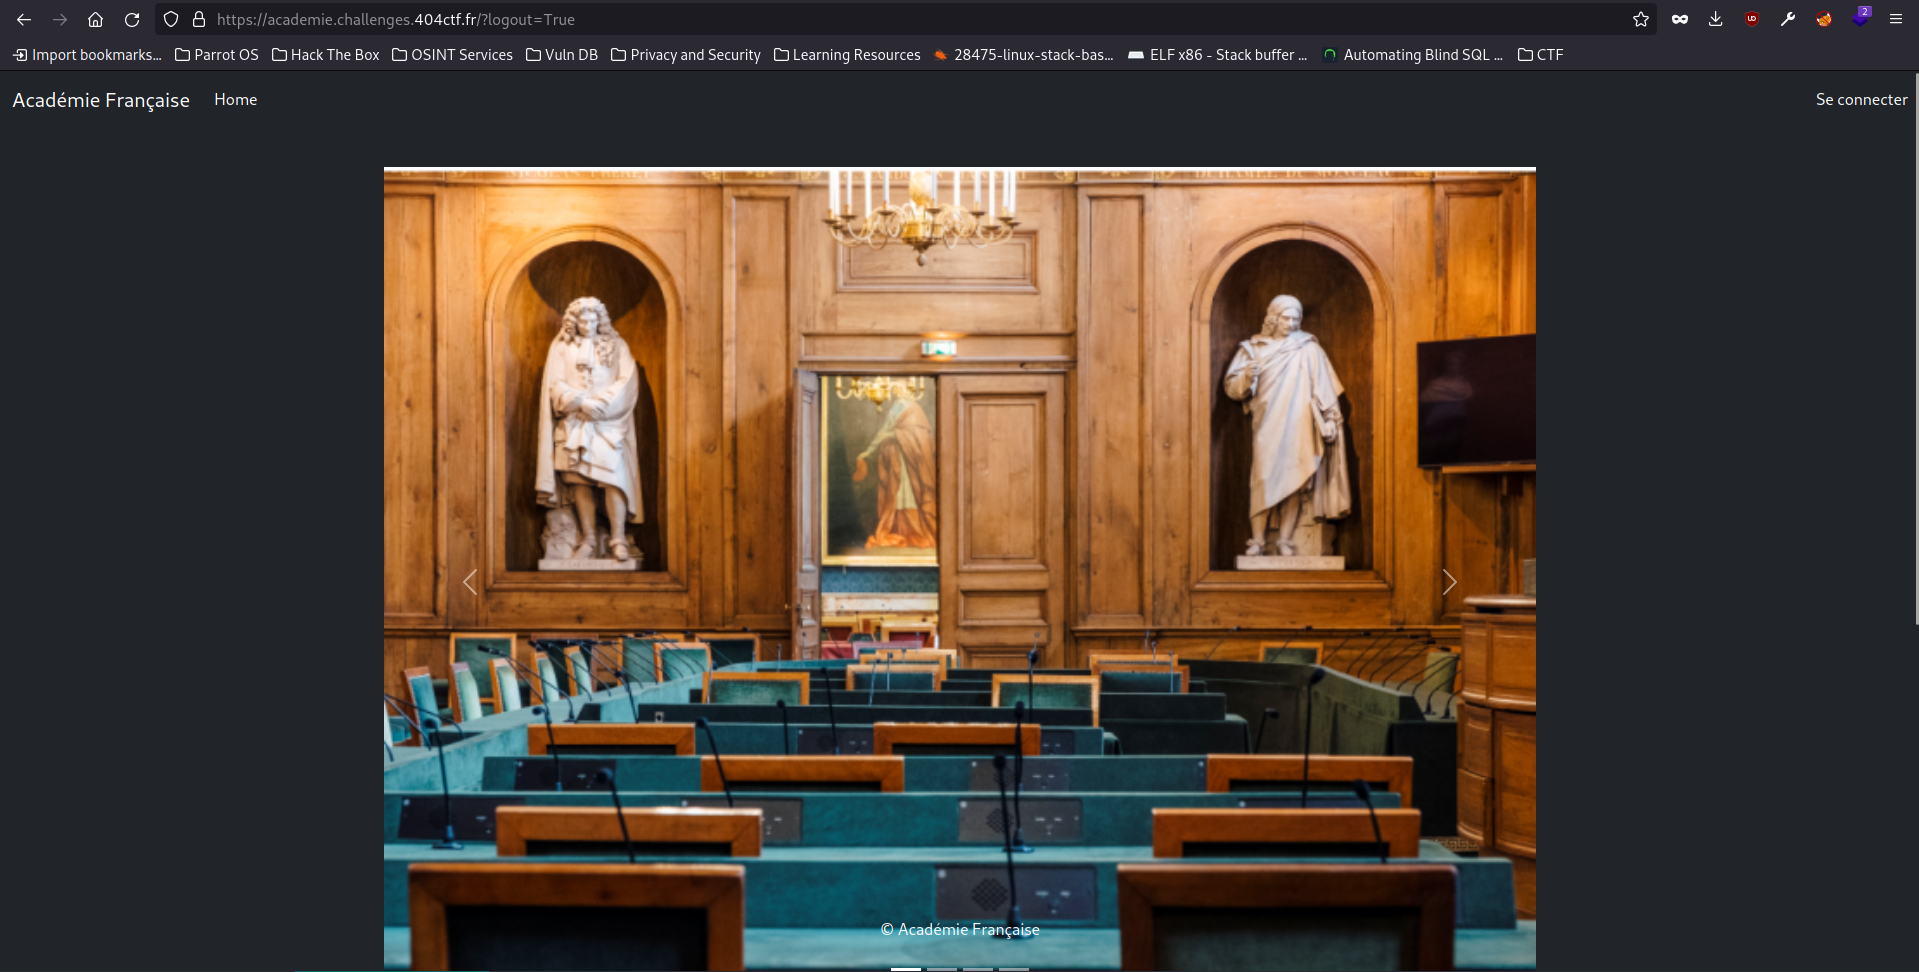 https://academie.challenges.404ctf.fr/?logout=True
2
Import bookmarks... Parrot OS Hack The Box OSINT Services Vuln DB Privacy and Security Learning Resources 28475-linux-stack-bas... ELF x86 - Stack buffer ... Automating Blind SQL ... CTF
Académie Française Home Se connecter
© Académie Française